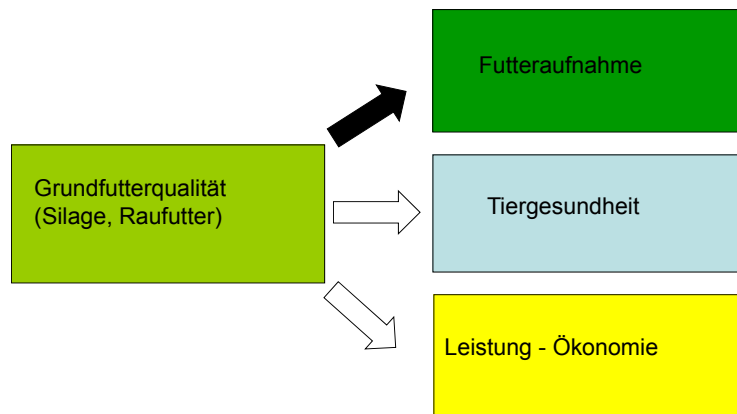 Futteraufnahme
Grundfutterqualität
(Silage, Raufutter)
Tiergesundheit
Leistung - Ökonomie